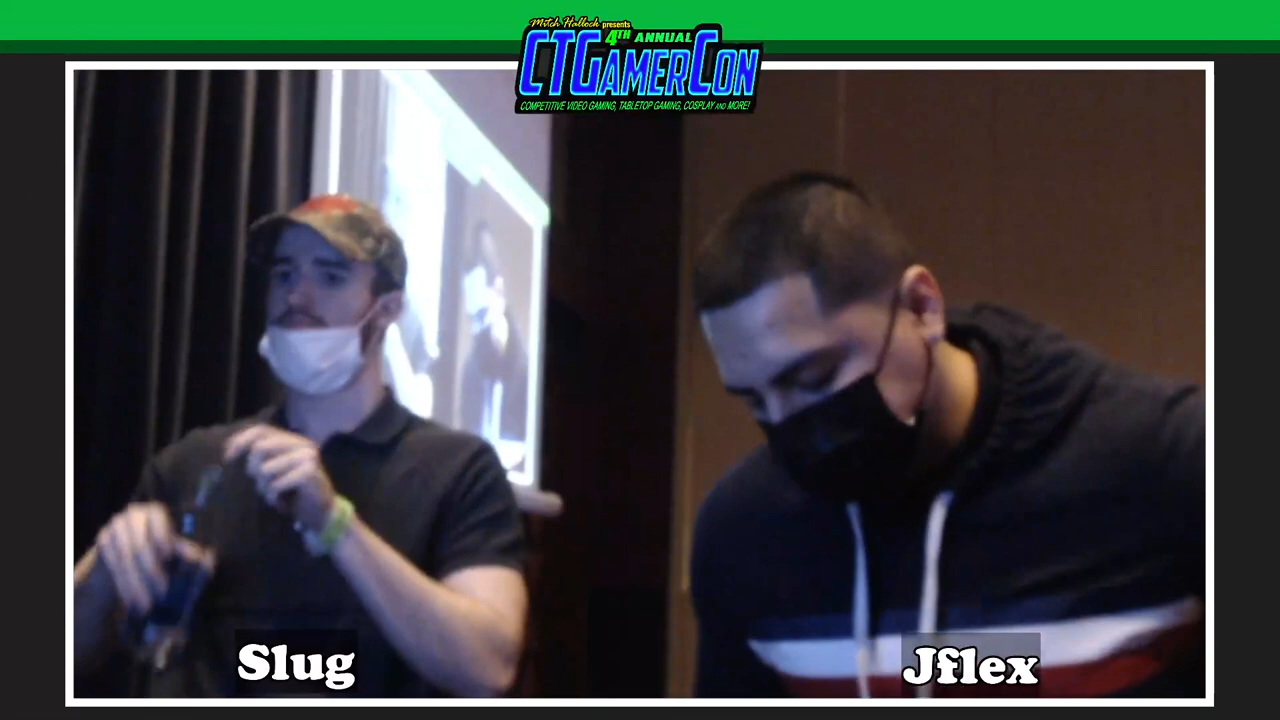 Mitch Hallock presents
4TH ANNUAL
CTGAMERCON
COMPETITIVE VIDEO GAMING, TABLETOP GAMING, COSPLAY AND MORE!
Slug
Jflex